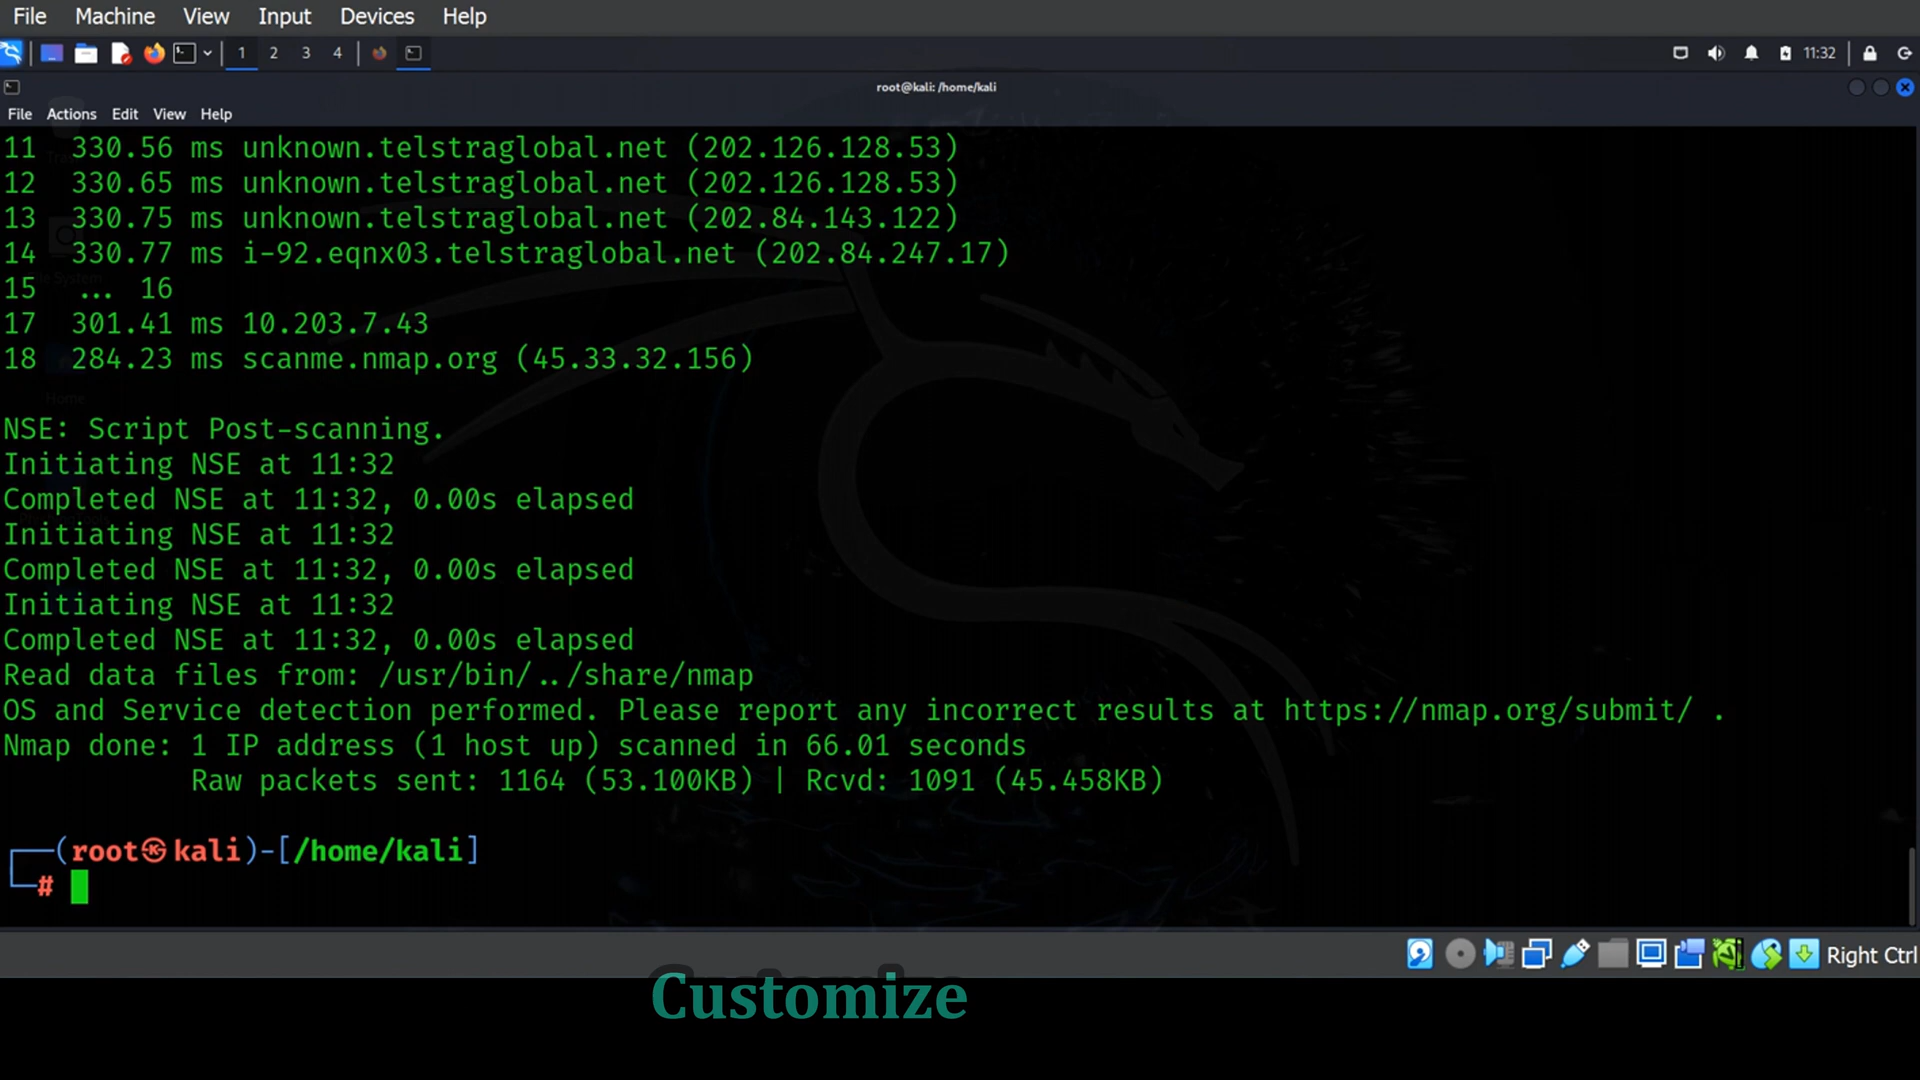 File Machine View Input Devices Help
1 2 3 4 11:32
root@kali: /home/kali
File Actions Edit View Help
11 330.56 ms unknown.telstraglobal.net (202.126.128.53)
12 330.65 ms unknown.telstraglobal.net (202.126.128.53)
13 330.75 ms unknown.telstraglobal.net (202.84.143.122)
14 330.77 ms i-92.eqnx03.telstraglobal.net (202.84.247.17)
15 ... 16
17 301.41 ms 10.203.7.43
18 284.23 ms scanme.nmap.org (45.33.32.156)
Home
NSE: Script Post-scanning.
Initiating NSE at 11:32
Completed NSE at 11:32, 0.00s elapsed
Initiating NSE at 11:32
Completed NSE at 11:32, 0.00s elapsed
Initiating NSE at 11:32
Completed NSE at 11:32, 0.00s elapsed
Read data files from: /usr/bin/../share/nmap
OS and Service detection performed. Please report any incorrect results at https://nmap.org/submit/ .
Nmap done: 1 IP address (1 host up) scanned in 66.01 seconds
Raw packets sent: 1164 (53.100KB) | Rcvd: 1091 (45.458KB)
(root㉿kali)-[/home/kali]
#
Right Ctrl
Customize